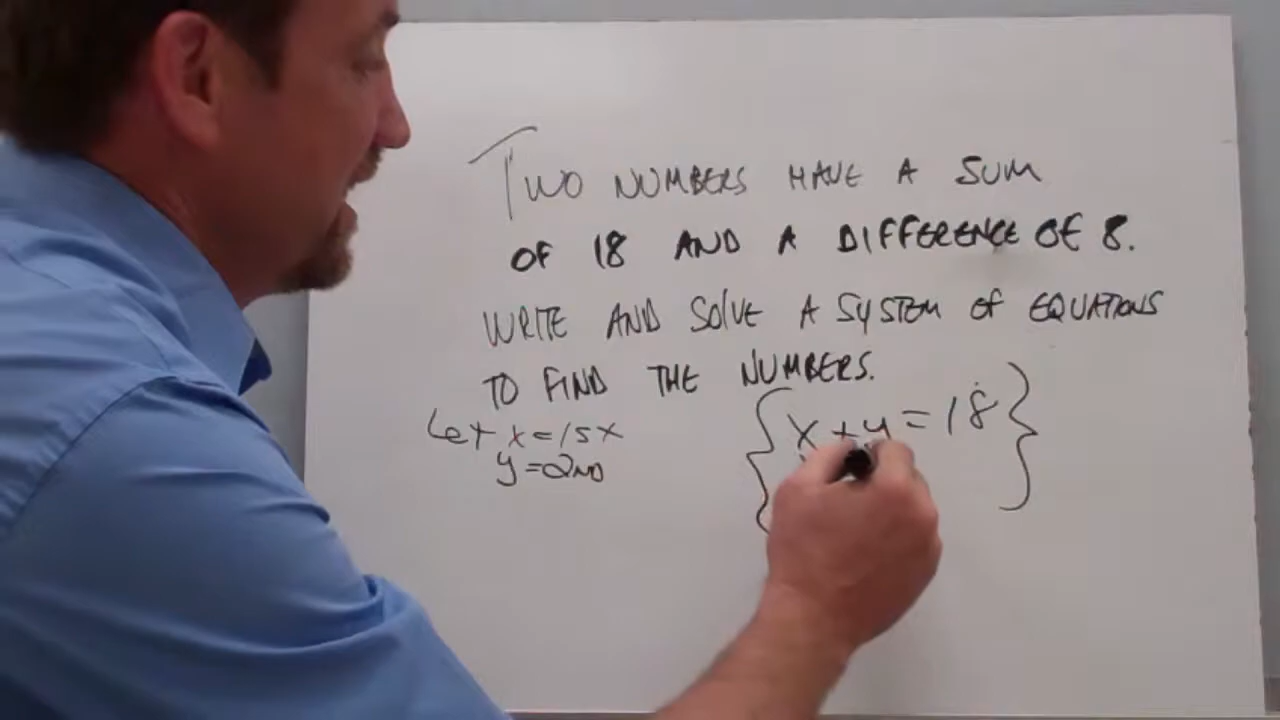 TWO NUMBERS HAVE A SUM
OF 18 AND A DIFFERENCE OF 8.
WRITE AND SOLVE A SYSTEM OF EQUATIONS
TO FIND THE NUMBERS.
Let x=1ST
y=2ND
{x+y=18}